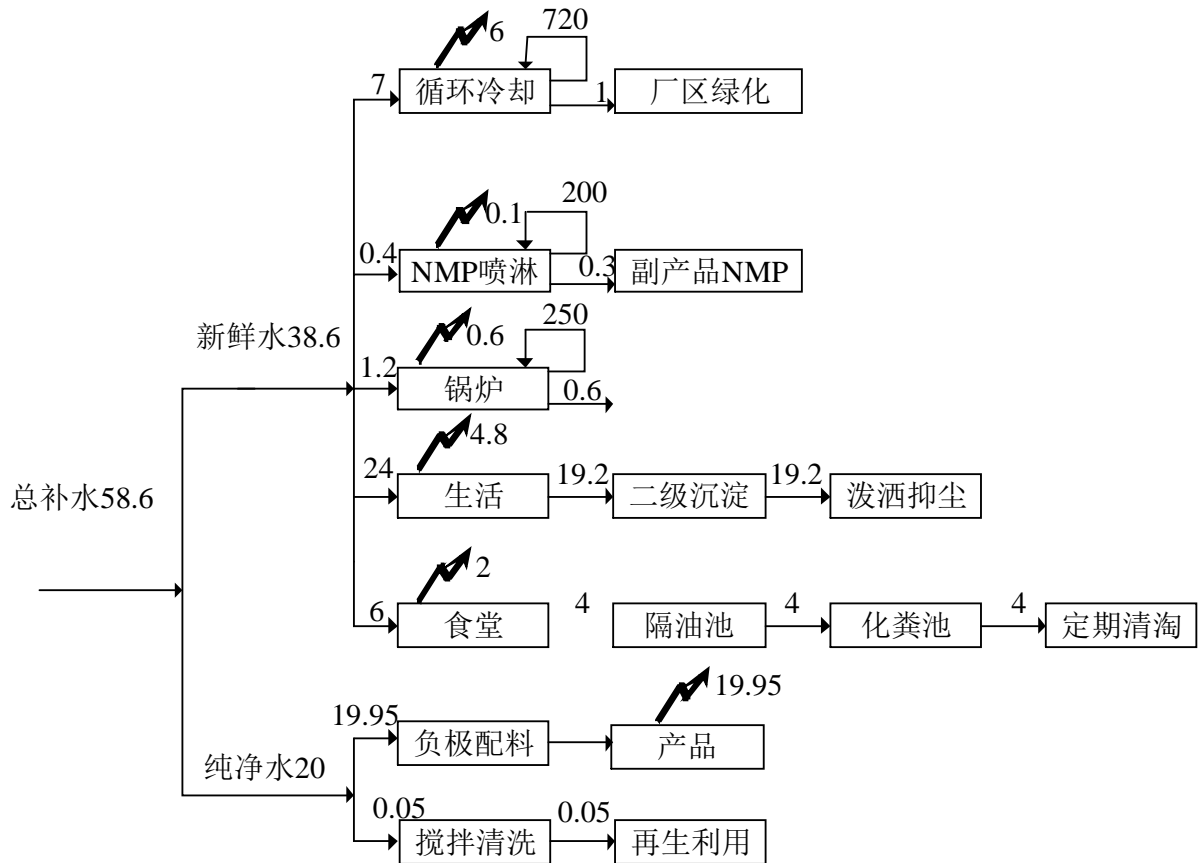 6
720
7
循环冷却
1
厂区绿化
0.1
200
0.4
NMP喷淋
0.3
副产品NMP
新鲜水38.6
0.6
250
1.2
锅炉
0.6
4.8
24
生活
19.2
二级沉淀
19.2
泼洒抑尘
总补水58.6
2
6
食堂
4
隔油池
4
化粪池
4
定期清淘
19.95
19.95
负极配料
产品
纯净水20
0.05
搅拌清洗
0.05
再生利用